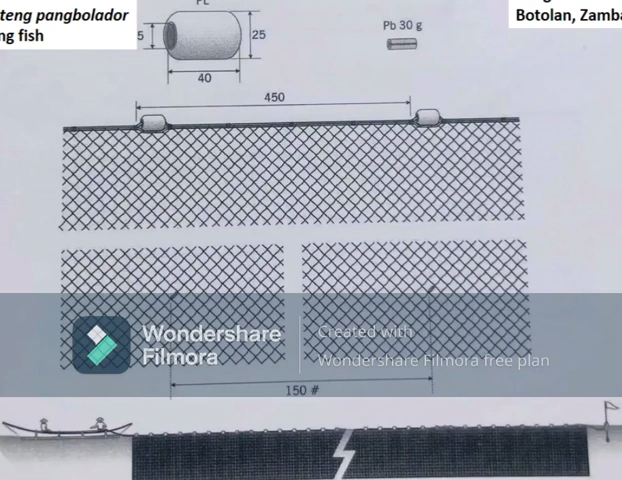 teng pangbolador
ng fish
Botolan, Zamba
PL
5
25
40
Pb 30 g
450
Wondershare
Filmora
Created with
Wondershare Filmora free plan
150 #